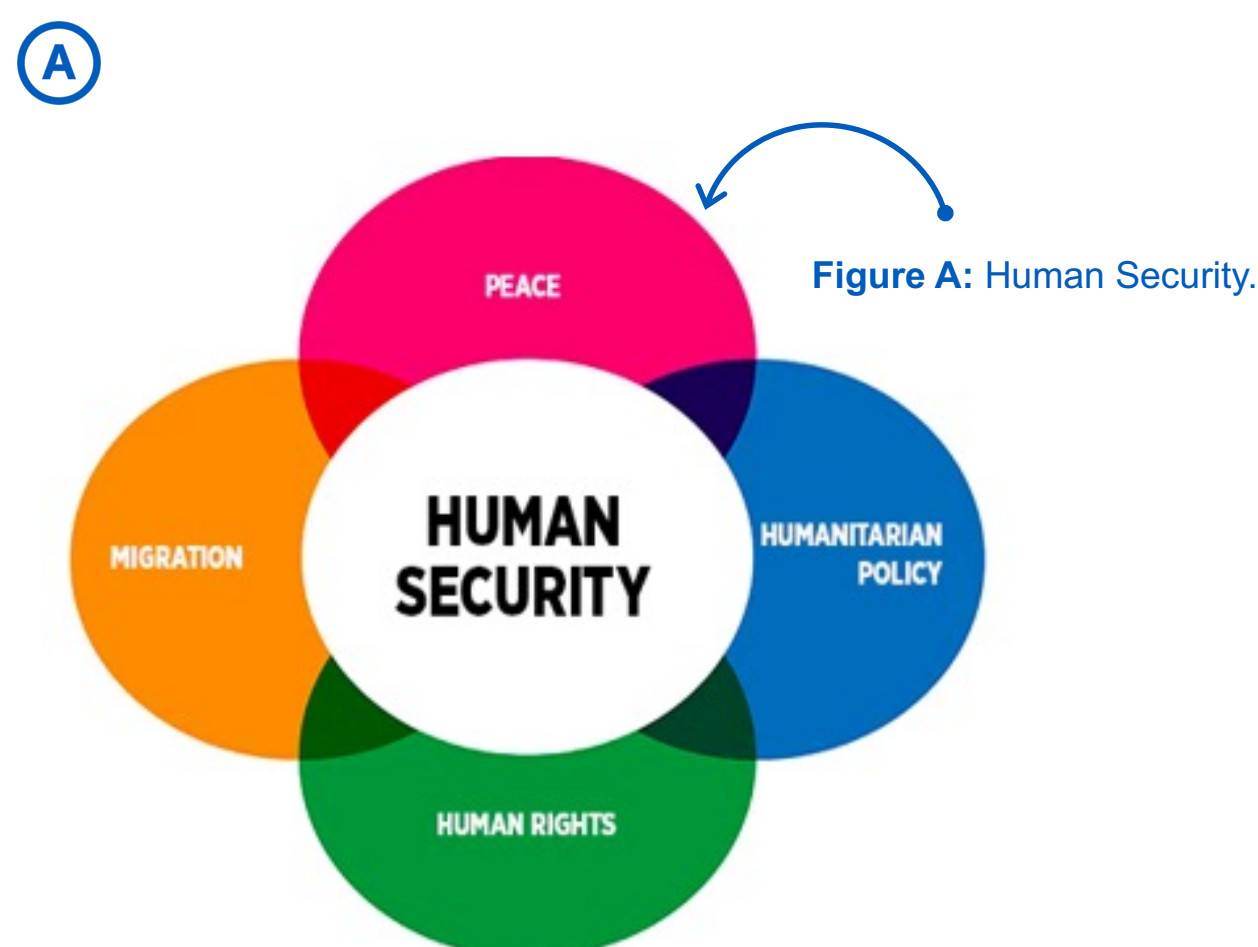 A
PEACE
Figure A: Human Security.
HUMAN
SECURITY
MIGRATION
HUMANITARIAN
POLICY
HUMAN RIGHTS